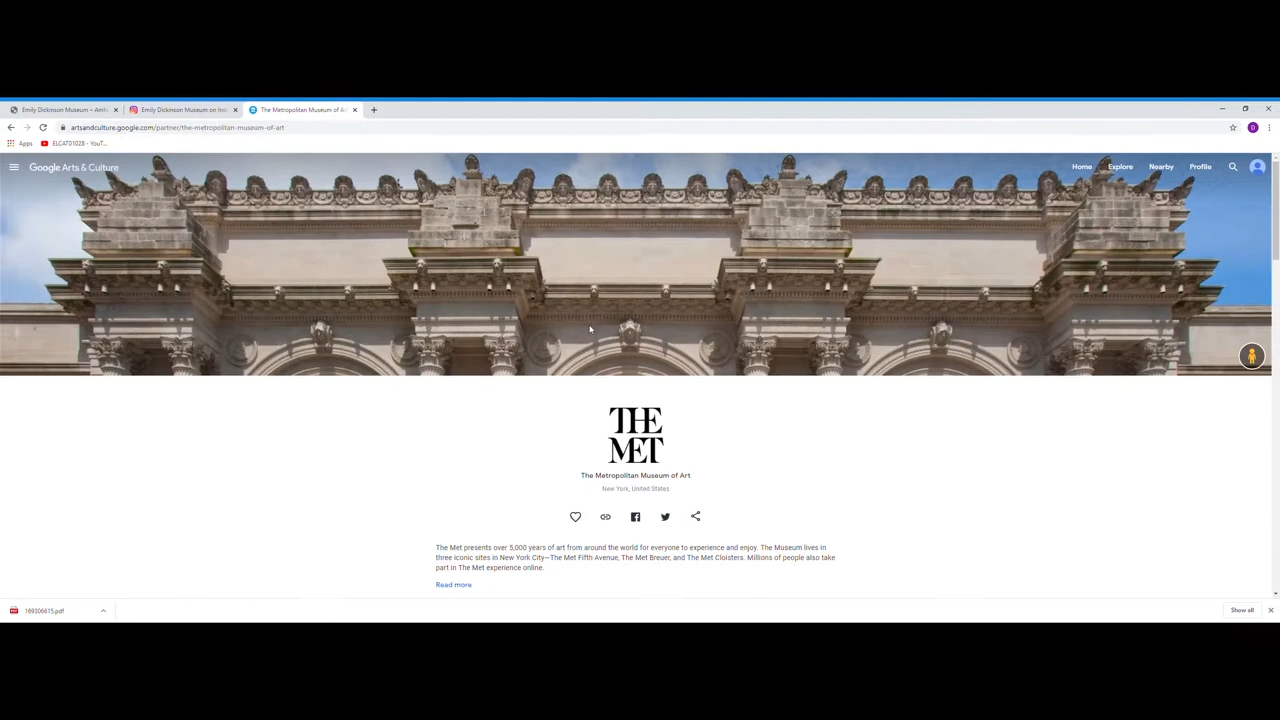 Emily Dickinson Museum – Amh
Emily Dickinson Museum on Inst
The Metropolitan Museum of Ar
artsandculture.google.com/partner/the-metropolitan-museum-of-art
Apps
ELCAT01028 - YouT...
D
Google Arts & Culture
Home
Explore
Nearby
Profile
THE
MET
The Metropolitan Museum of Art
New York, United States
The Met presents over 5,000 years of art from around the world for everyone to experience and enjoy. The Museum lives in
three iconic sites in New York City—The Met Fifth Avenue, The Met Breuer, and The Met Cloisters. Millions of people also take
part in The Met experience online.
Read more
169306615.pdf
Show all